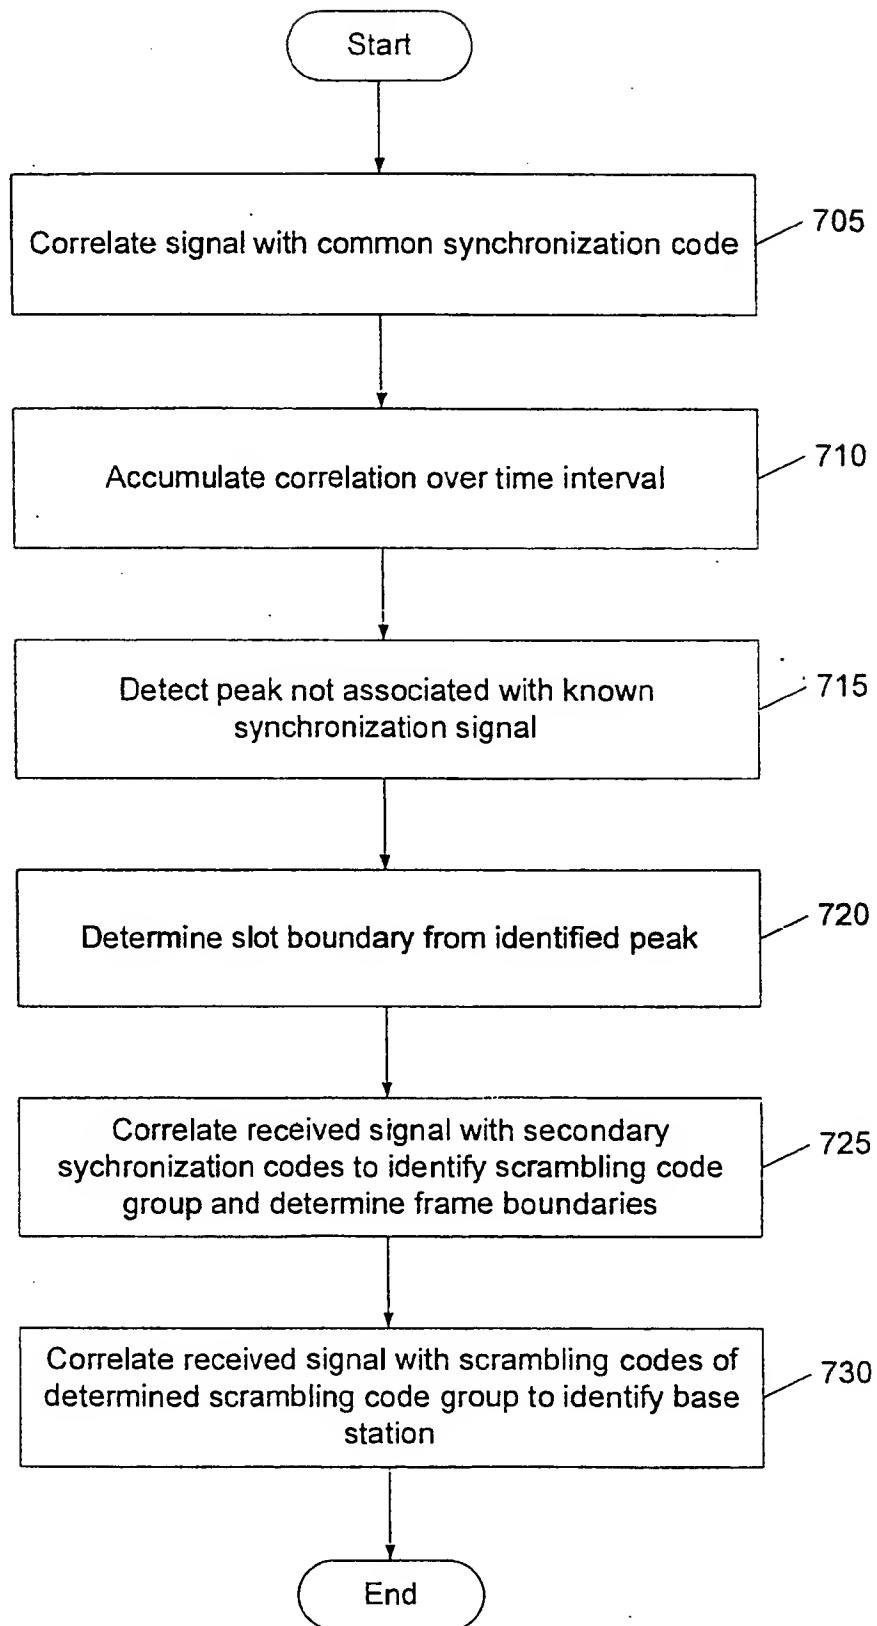 Start
Correlate signal with common synchronization code
705
Accumulate correlation over time interval
710
Detect peak not associated with known
synchronization signal
715
Determine slot boundary from identified peak
720
Correlate received signal with secondary
sychronization codes to identify scrambling code
group and determine frame boundaries
725
Correlate received signal with scrambling codes of
determined scrambling code group to identify base
station
730
End